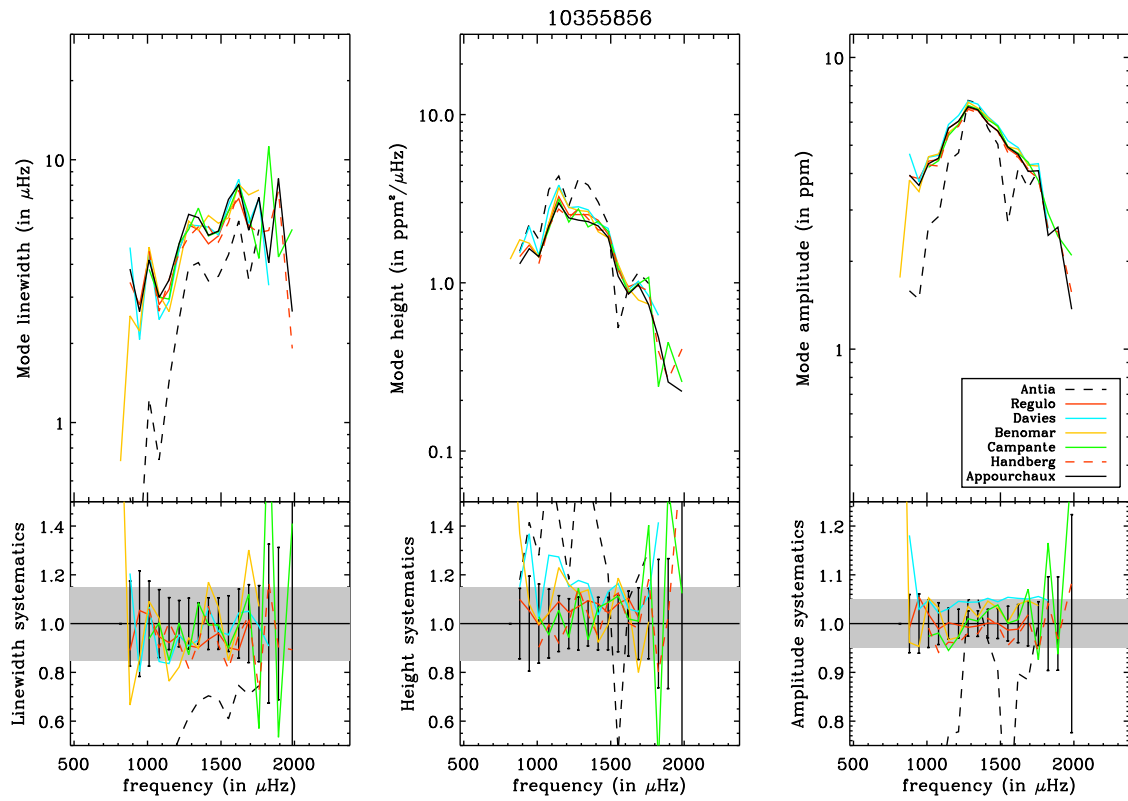 10355856
Mode linewidth (in μHz)
10
1
Mode height (in ppm²/μHz)
10.0
1.0
0.1
Mode amplitude (in ppm)
10
1
Antia
Regulo
Davies
Benomar
Campante
Handberg
Appourchaux
Linewidth systematics
1.4
1.2
1.0
0.8
0.6
500 1000 1500 2000
frequency (in μHz)
Height systematics
1.4
1.2
1.0
0.8
0.6
500 1000 1500 2000
frequency (in μHz)
Amplitude systematics
1.2
1.1
1.0
0.9
0.8
500 1000 1500 2000
frequency (in μHz)